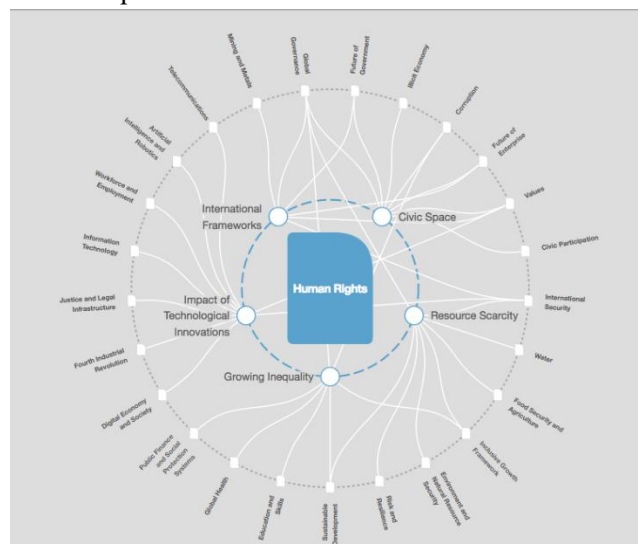 Mining and Metals
Global
Governance
Future of
Government
Illicit Economy
Telecommunications
Corruption
Artificial
Intelligence and
Robotics
Future of
Enterprise
Workforce and
Employment
Values
International
Frameworks
Civic Space
Information
Technology
Civic Participation
Human Rights
Justice and Legal
Infrastructure
Impact of
Technological
Innovations
Resource Scarcity
International
Security
Fourth Industrial
Revolution
Water
Growing Inequality
Digital Economy
and Society
Food Security and
Agriculture
Public Finance
and Social
Protection
Systems
Inclusive Growth
Framework
Global Health
Education and
Skills
Sustainable
Development
Risk and
Resilience
Environment and
Natural Resource
Security